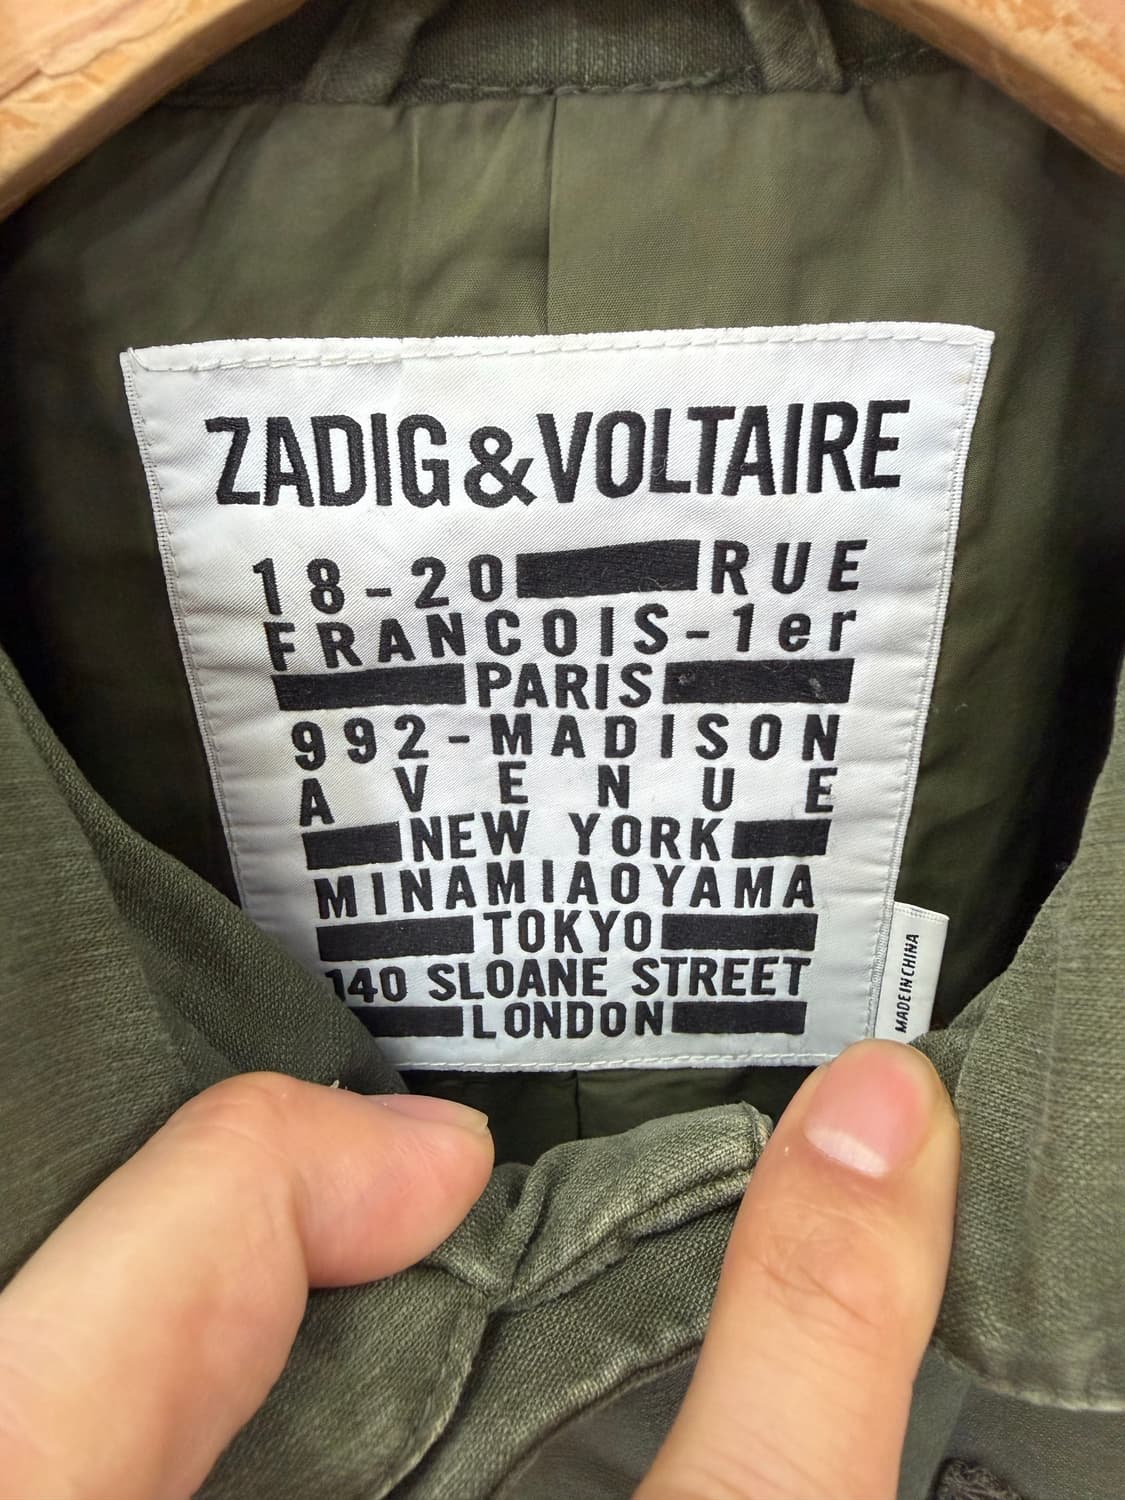 ZADIG&VOLTAIRE
18-20 RUE
FRANCOIS-1er
PARIS
992-MADISON
AVENUE
NEW YORK
MINAMIAOYAMA
TOKYO
140 SLOANE STREET
LONDON
MADE IN CHINA